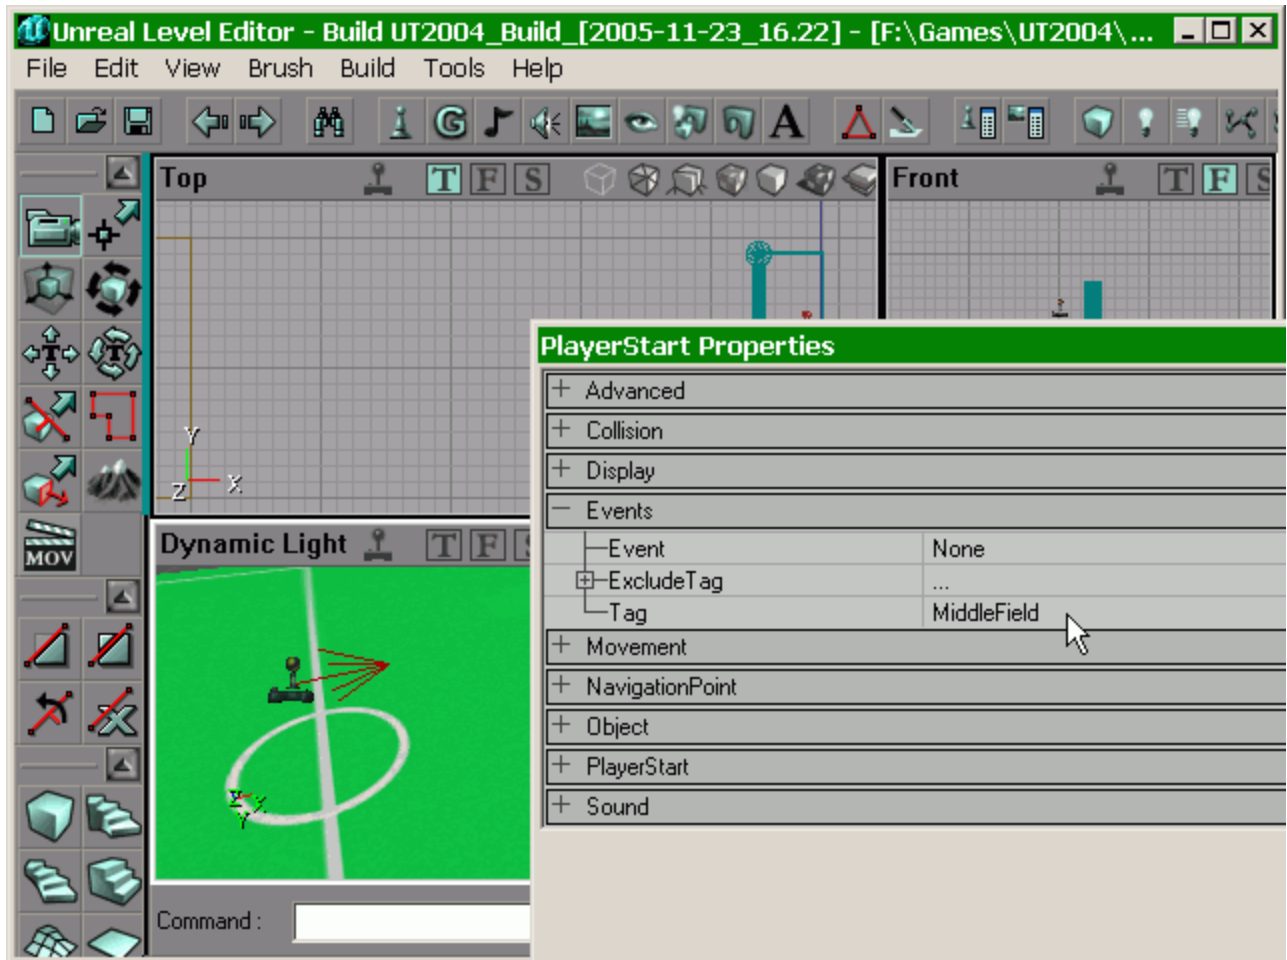 Unreal Level Editor - Build UT2004_Build_[2005-11-23_16.22] - [F:\Games\UT2004\...
File Edit View Brush Build Tools Help
Top T F S
Front T F S
Y
Z X
MOV
Dynamic Light T F
Z X
Y
Command :
PlayerStart Properties
+ Advanced
+ Collision
+ Display
- Events
Event None
+ ExcludeTag ...
Tag MiddleField
+ Movement
+ NavigationPoint
+ Object
+ PlayerStart
+ Sound